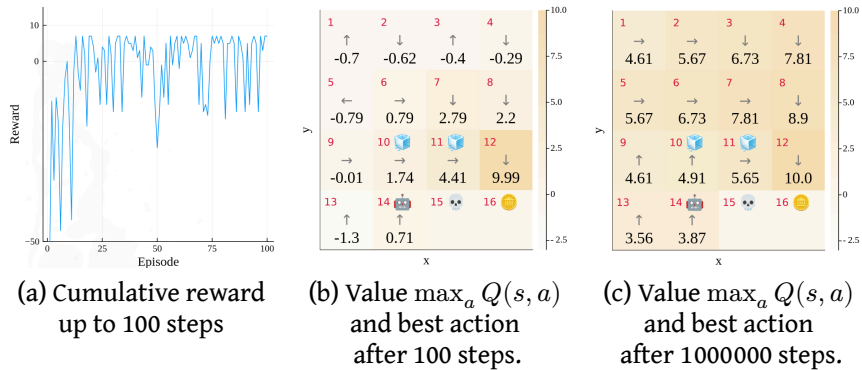 10
0
-50
Reward
0
25
50
75
100
Episode
(a) Cumulative reward
up to 100 steps
1 2 3 4
↑ ↓ ↑ ↓
-0.7 -0.62 -0.4 -0.29
5 6 7 8
← → ↓ ↓
-0.79 0.79 2.79 2.2
9 10 11 12
→ → → ↓
-0.01 1.74 4.41 9.99
13 14 15 16
↑ ↑
-1.3 0.71
y
x
10.0
7.5
5.0
2.5
0
-2.5
(b) Value max_a Q(s, a)
and best action
after 100 steps.
1 2 3 4
→ → ↓ ↓
4.61 5.67 6.73 7.81
5 6 7 8
→ → → ↓
5.67 6.73 7.81 8.9
9 10 11 12
↑ ↑ → ↓
4.61 4.91 5.65 10.0
13 14 15 16
↑ ↑
3.56 3.87
y
x
10.0
7.5
5.0
2.5
0
-2.5
(c) Value max_a Q(s, a)
and best action
after 1000000 steps.